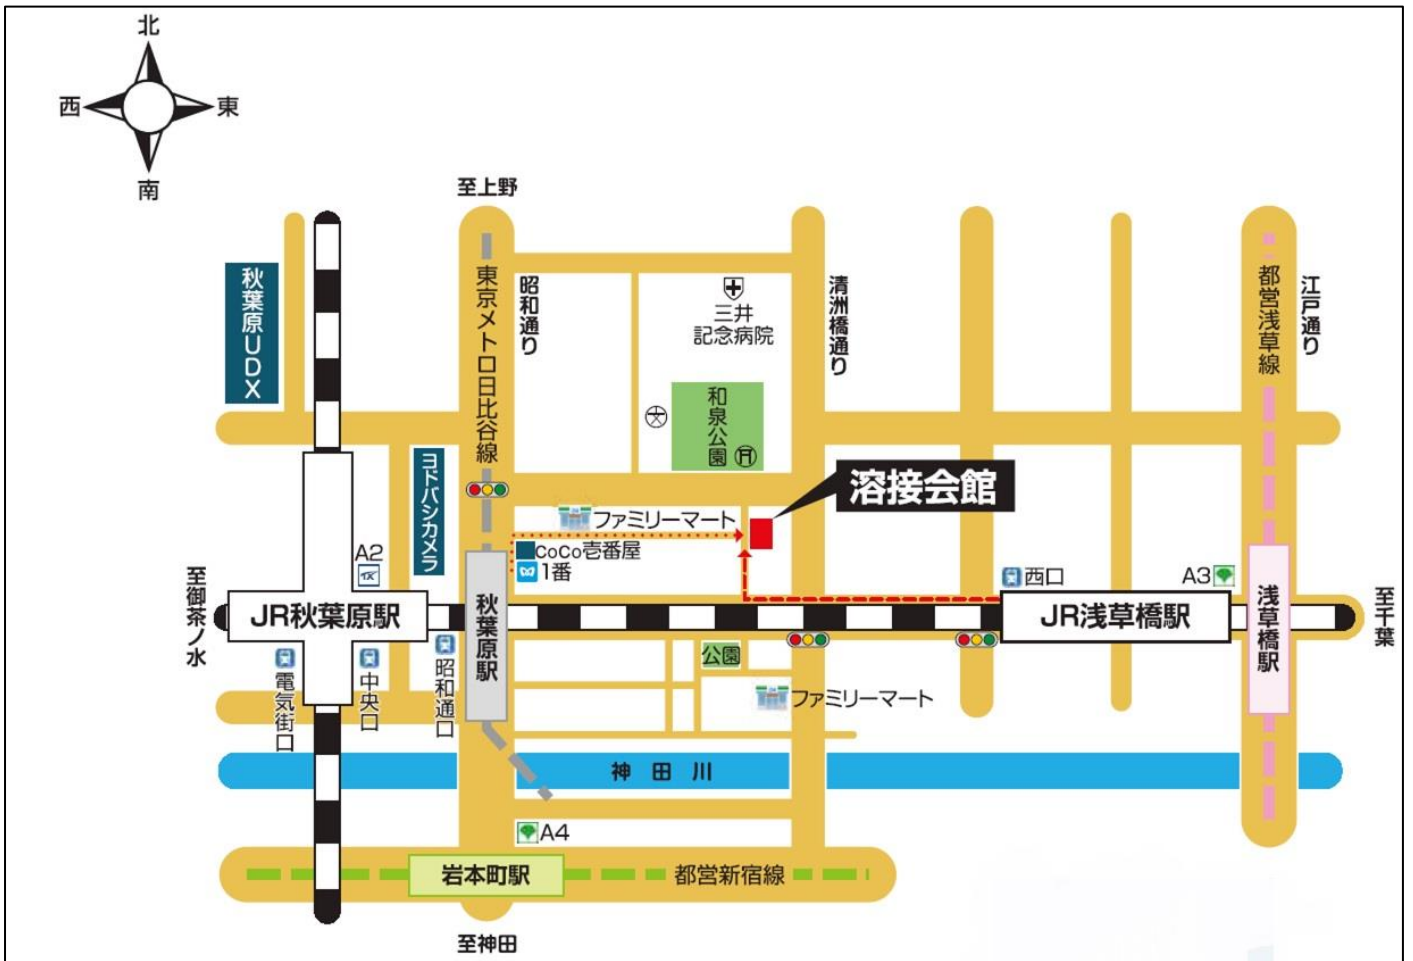 北
西
東
南
至上野
秋葉原UDX
東京メトロ日比谷線
昭和通り
三井
記念病院
清洲橋通り
都営浅草線
江戸通り
文
和泉公園
ヨドバシカメラ
溶接会館
ファミリーマート
CoCo壱番屋
1番
A2
TX
至御茶ノ水
JR秋葉原駅
秋葉原駅
西口
A3
JR浅草橋駅
浅草橋駅
至千葉
電気街口
中央口
昭和通口
公園
ファミリーマート
神田川
A4
岩本町駅
都営新宿線
至神田